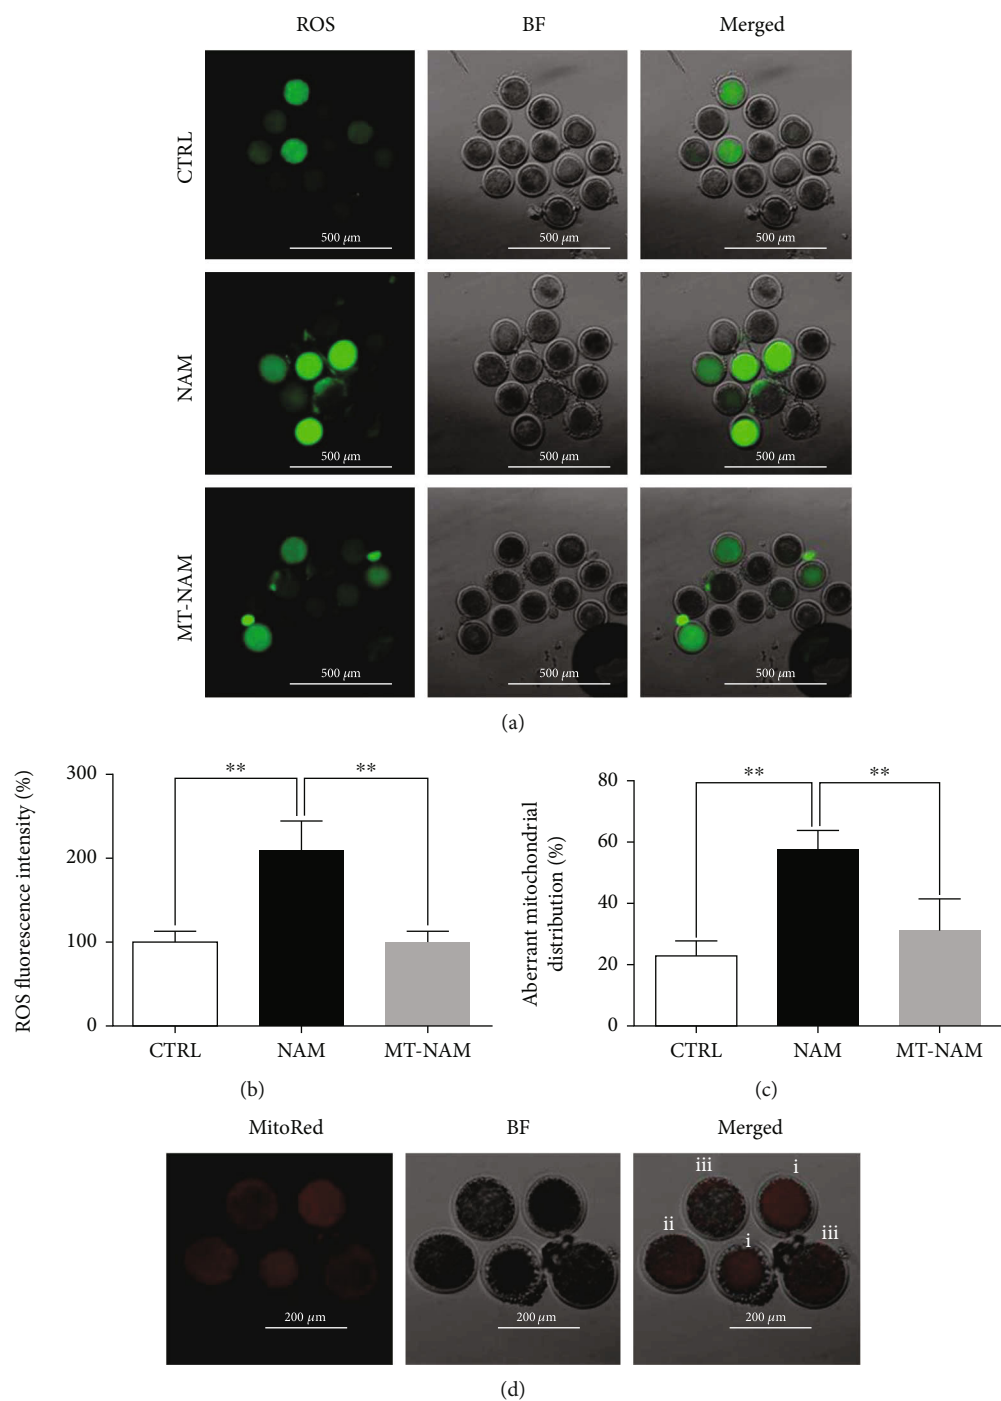 ROS BF Merged
CTRL
500 μm 500 μm 500 μm
NAM
500 μm 500 μm 500 μm
MT-NAM
500 μm 500 μm 500 μm
(a)
ROS fluorescence intensity (%)
300
200
100
0
** **
CTRL NAM MT-NAM
(b)
Aberrant mitochondrial
distribution (%)
80
60
40
20
0
** **
CTRL NAM MT-NAM
(c)
MitoRed BF Merged
iii i
ii i iii
200 μm 200 μm 200 μm
(d)